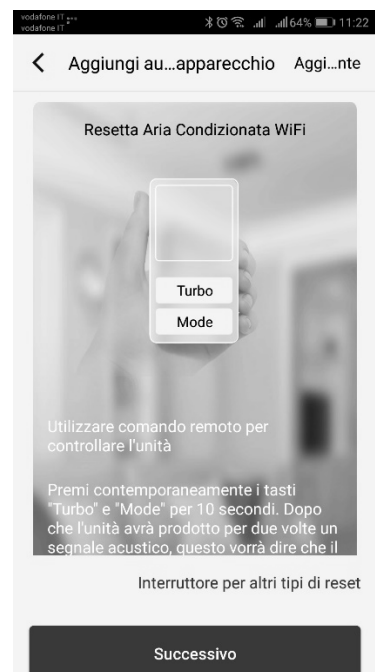 vodafone IT
vodafone IT
64% 11:22
Aggiungi au...apparecchio Aggi...nte
Resetta Aria Condizionata WiFi
Turbo
Mode
Utilizzare comando remoto per
controllare l'unità
Premi contemporaneamente i tasti
"Turbo" e "Mode" per 10 secondi. Dopo
che l'unità avrà prodotto per due volte un
segnale acustico, questo vorrà dire che il
Interruttore per altri tipi di reset
Successivo